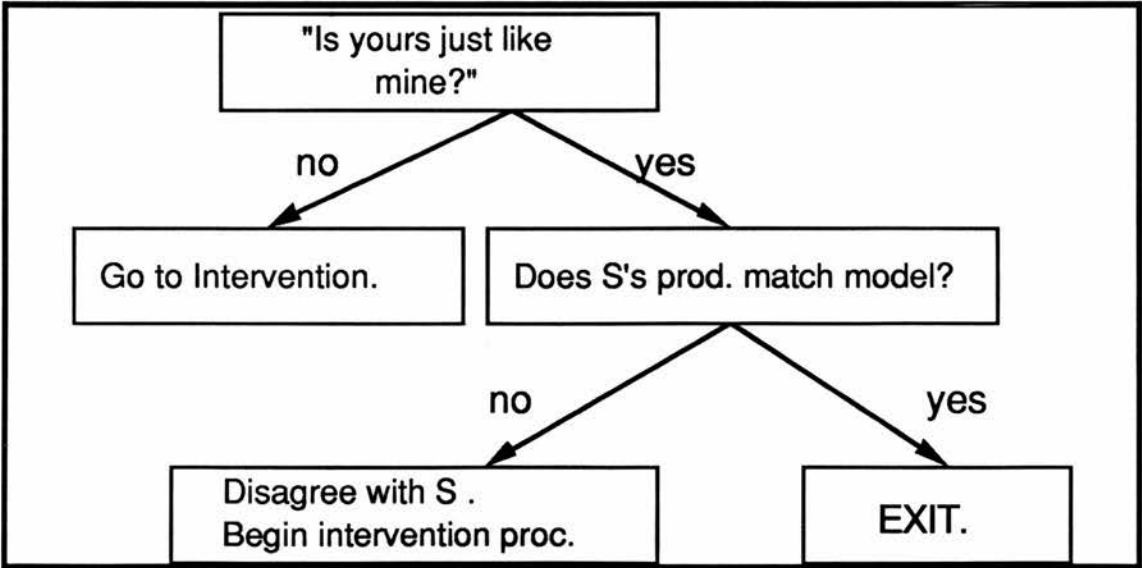 "Is yours just like
mine?"
no
yes
Go to Intervention.
Does S's prod. match model?
no
yes
Disagree with S .
Begin intervention proc.
EXIT.